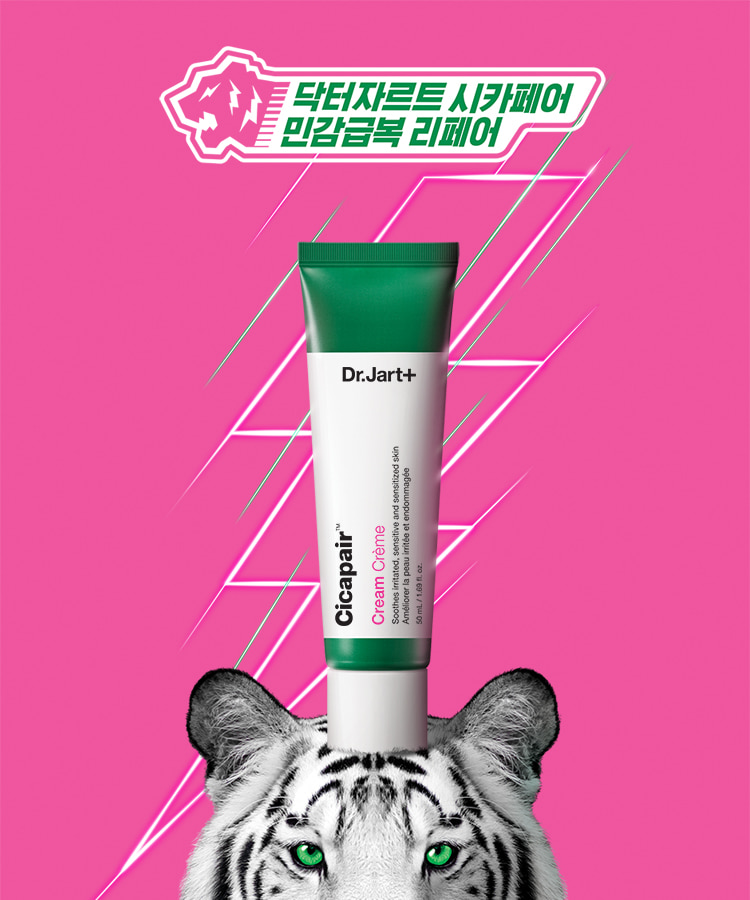 닥터자르트 시카페어
민감급복 리페어
Dr.Jart+
Cicapair™
Cream Crème
Soothes irritated, sensitive and sensitized skin
Améliorer la peau irritée et endommagée
50 mL / 1.69 fl. oz.